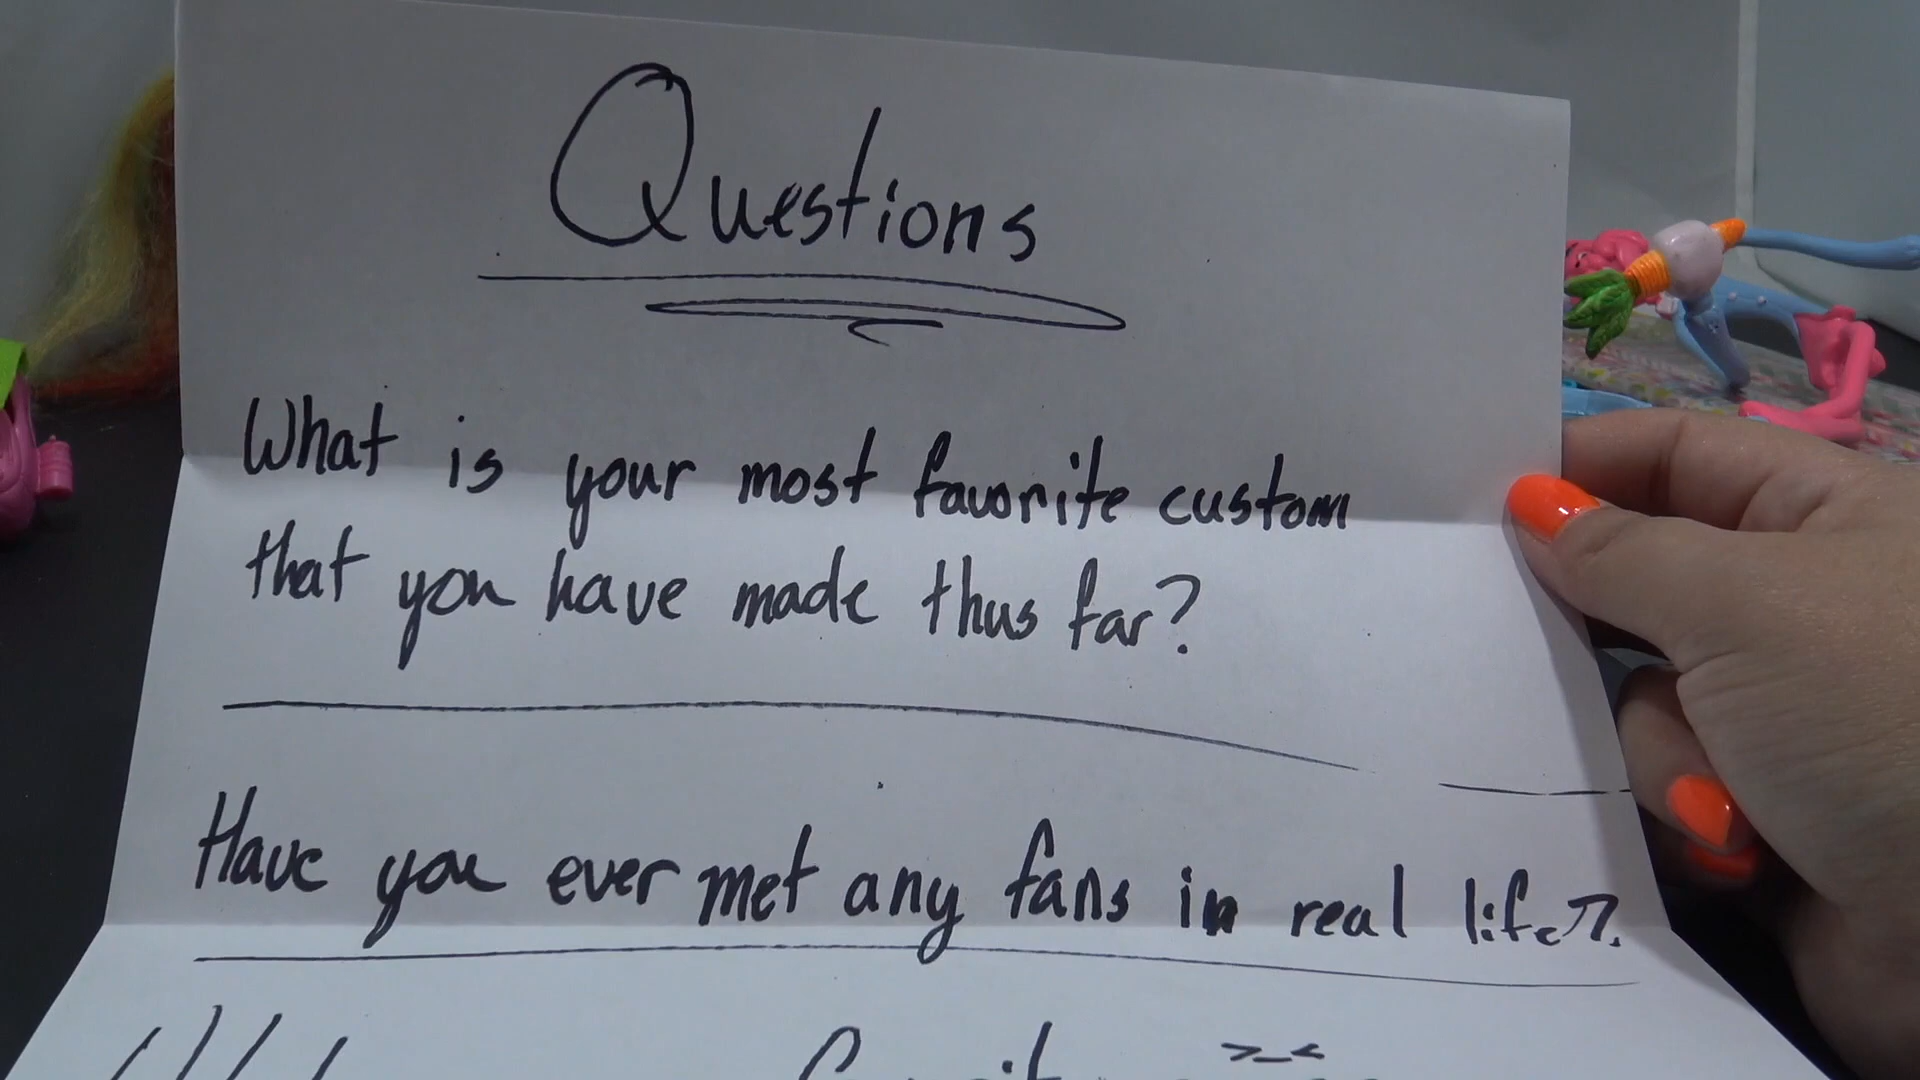 Questions
What is your most favorite custom
that you have made thus far?
Have you ever met any fans in real life?
>_<